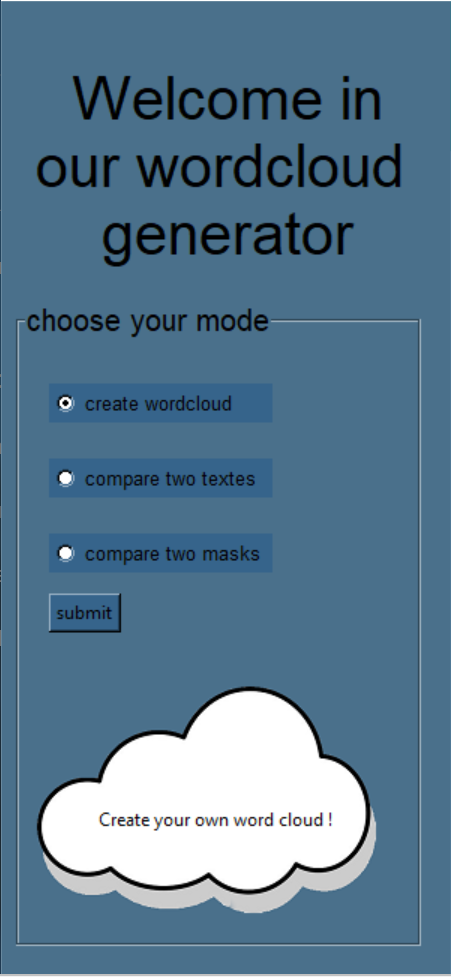 Welcome in
our wordcloud
generator
choose your mode
create wordcloud
compare two textes
compare two masks
submit
Create your own word cloud !